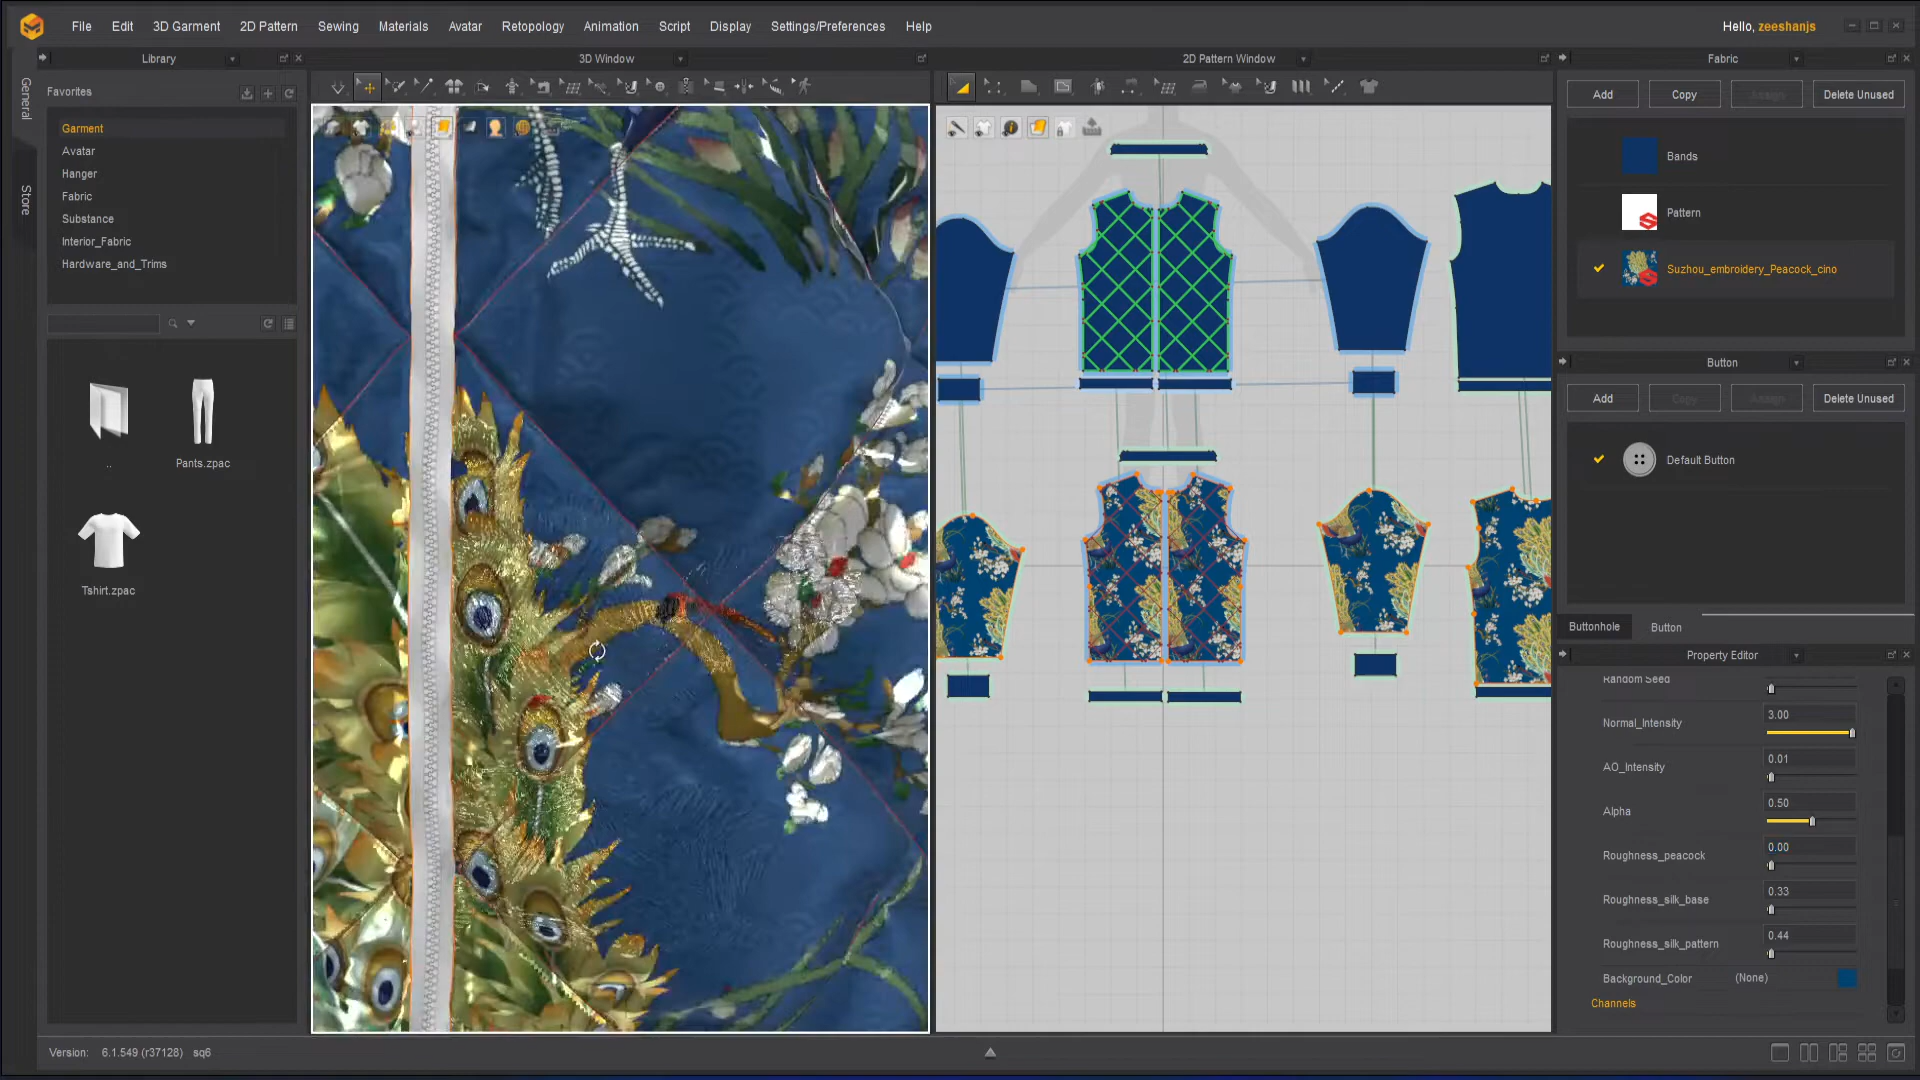 File Edit 3D Garment 2D Pattern Sewing Materials Avatar Retopology Animation Script Display Settings/Preferences Help
Hello, zeeshanjs
Library
3D Window
2D Pattern Window
Fabric
General
Store
Favorites
Garment
Avatar
Hanger
Fabric
Substance
Interior_Fabric
Hardware_and_Trims
..
Pants.zpac
Tshirt.zpac
Add Copy Assign Delete Unused
Bands
Pattern
Suzhou_embroidery_Peacock_cino
Button
Add Copy Assign Delete Unused
Default Button
Buttonhole Button
Property Editor
Random Seed
Normal_Intensity 3.00
AO_Intensity 0.01
Alpha 0.50
Roughness_peacock 0.00
Roughness_silk_base 0.33
Roughness_silk_pattern 0.44
Background_Color (None)
Channels
Version: 6.1.549 (r37128) sq6